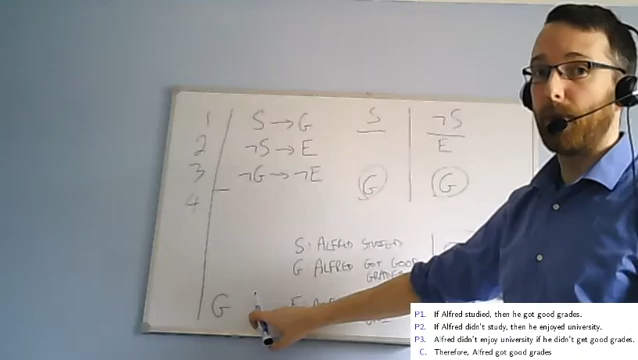 1 S → G S ¬S
2 ¬S → E E
3 ¬G → ¬E G G
4
S: ALFRED STUDIED
G ALFRED GOT GOOD
GRADES
G
P1. If Alfred studied, then he got good grades.
P2. If Alfred didn't study, then he enjoyed university.
P3. Alfred didn't enjoy university if he didn't get good grades.
C. Therefore, Alfred got good grades